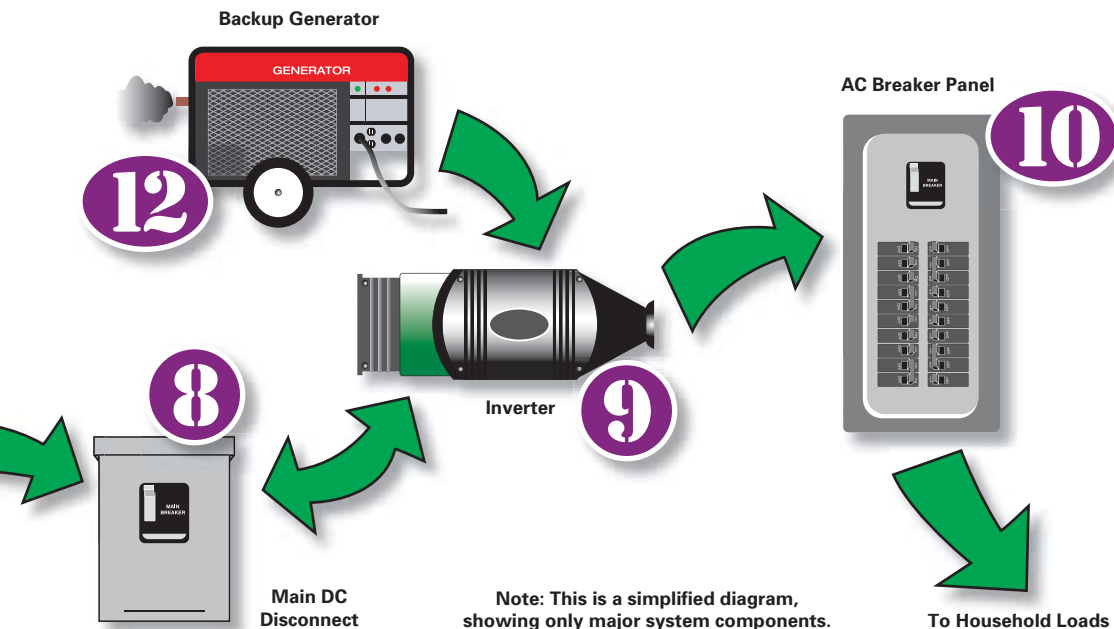 Backup Generator
GENERATOR
12
AC Breaker Panel
10
MAIN
BREAKER
8
Inverter
9
MAIN
BREAKER
Main DC
Disconnect
Note: This is a simplified diagram,
showing only major system components.
To Household Loads